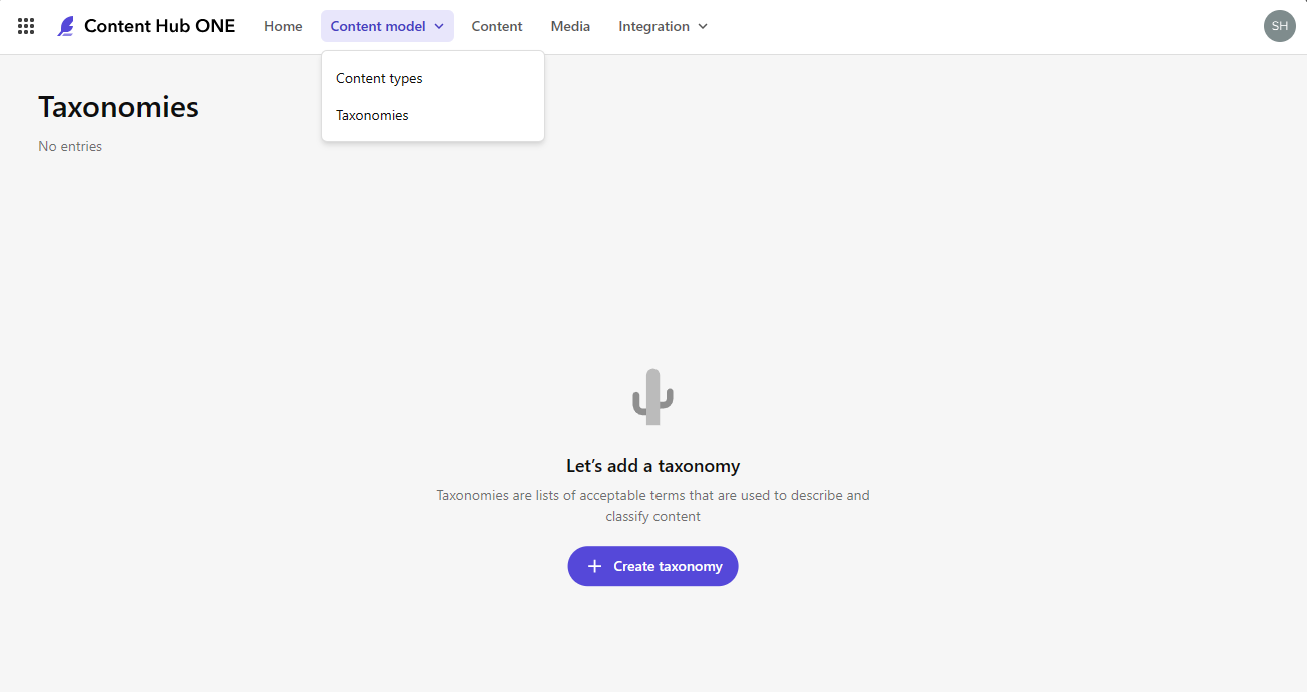 Content Hub ONE Home Content model Content Media Integration SH
Content types
Taxonomies
Taxonomies
No entries
Let’s add a taxonomy
Taxonomies are lists of acceptable terms that are used to describe and
classify content
Create taxonomy